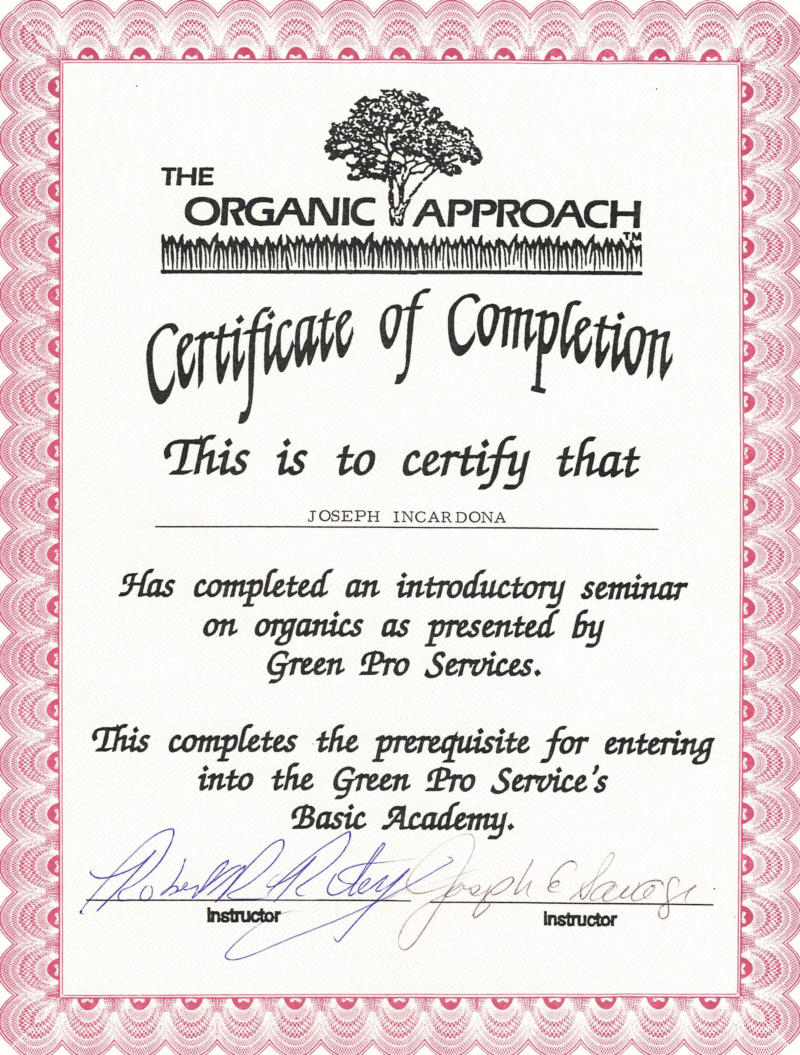 THE
ORGANIC APPROACH™
Certificate of Completion
This is to certify that
JOSEPH INCARDONA
Has completed an introductory seminar
on organics as presented by
Green Pro Services.
This completes the prerequisite for entering
into the Green Pro Service's
Basic Academy.
Joseph E
Instructor
Instructor